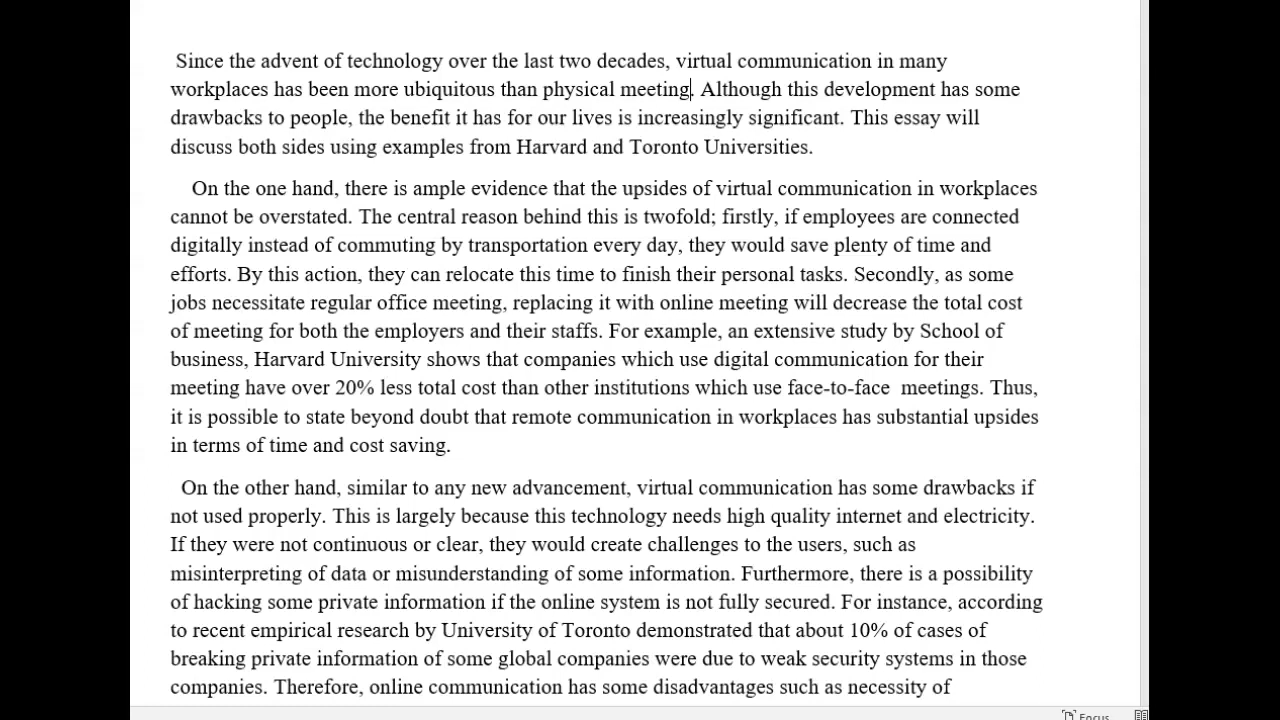 Since the advent of technology over the last two decades, virtual communication in many
workplaces has been more ubiquitous than physical meeting. Although this development has some
drawbacks to people, the benefit it has for our lives is increasingly significant. This essay will
discuss both sides using examples from Harvard and Toronto Universities.
On the one hand, there is ample evidence that the upsides of virtual communication in workplaces
cannot be overstated. The central reason behind this is twofold; firstly, if employees are connected
digitally instead of commuting by transportation every day, they would save plenty of time and
efforts. By this action, they can relocate this time to finish their personal tasks. Secondly, as some
jobs necessitate regular office meeting, replacing it with online meeting will decrease the total cost
of meeting for both the employers and their staffs. For example, an extensive study by School of
business, Harvard University shows that companies which use digital communication for their
meeting have over 20% less total cost than other institutions which use face-to-face  meetings. Thus,
it is possible to state beyond doubt that remote communication in workplaces has substantial upsides
in terms of time and cost saving.
On the other hand, similar to any new advancement, virtual communication has some drawbacks if
not used properly. This is largely because this technology needs high quality internet and electricity.
If they were not continuous or clear, they would create challenges to the users, such as
misinterpreting of data or misunderstanding of some information. Furthermore, there is a possibility
of hacking some private information if the online system is not fully secured. For instance, according
to recent empirical research by University of Toronto demonstrated that about 10% of cases of
breaking private information of some global companies were due to weak security systems in those
companies. Therefore, online communication has some disadvantages such as necessity of
Focus